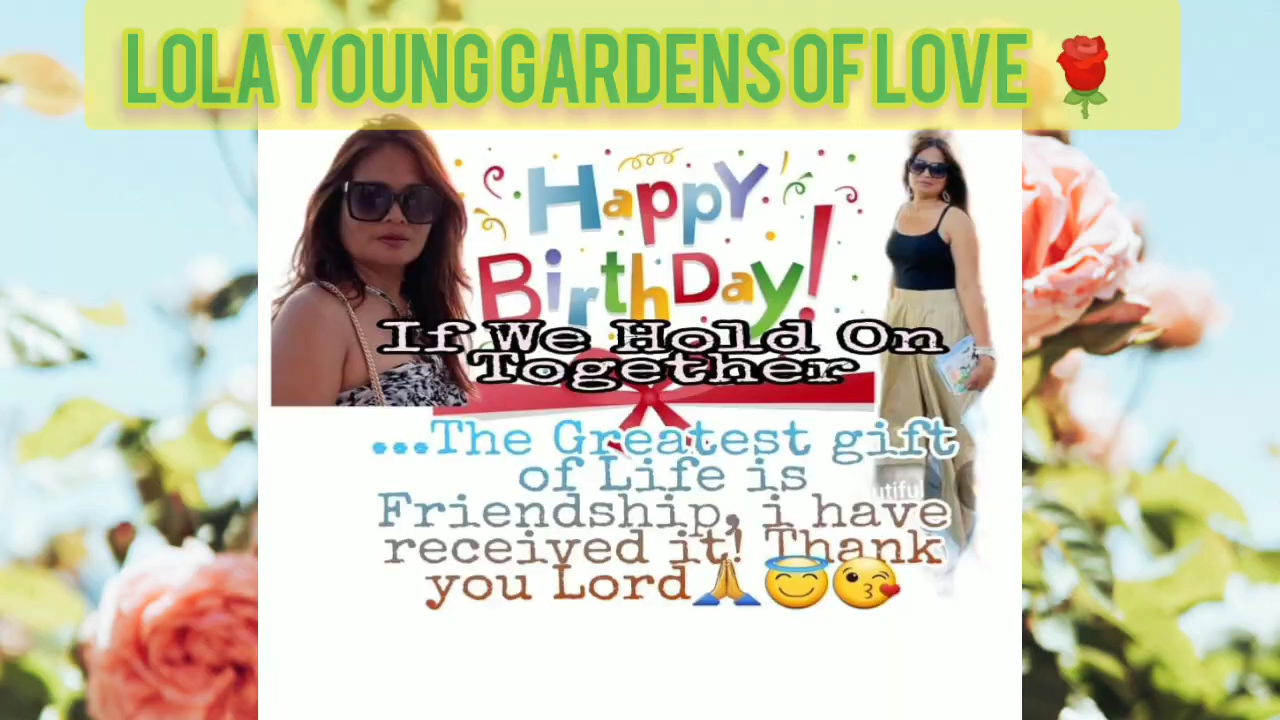 LOLA YOUNG GARDENS OF LOVE 🌹
Happy
BirthDay!
If We Hold On
Together
...The Greatest gift
of Life is
Friendship, i have
received it! Thank
you Lord🙏😇😘